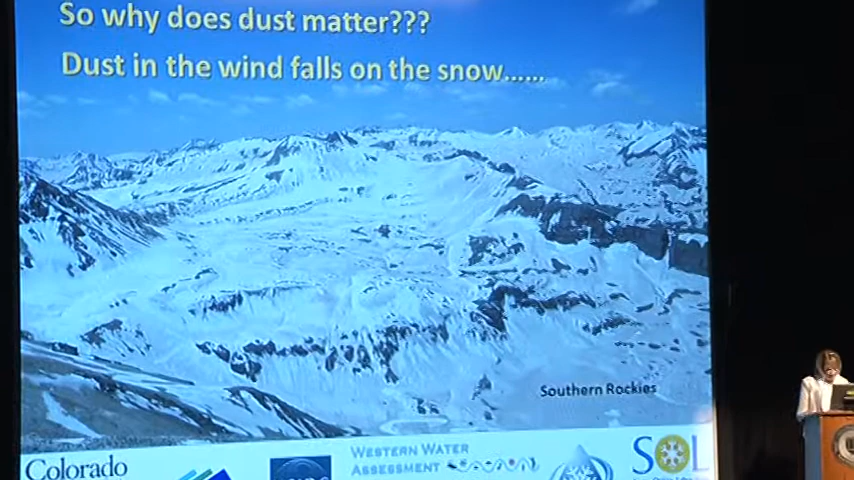 So why does dust matter???
Dust in the wind falls on the snow......
Southern Rockies
Colorado
WESTERN WATER
ASSESSMENT
SOL